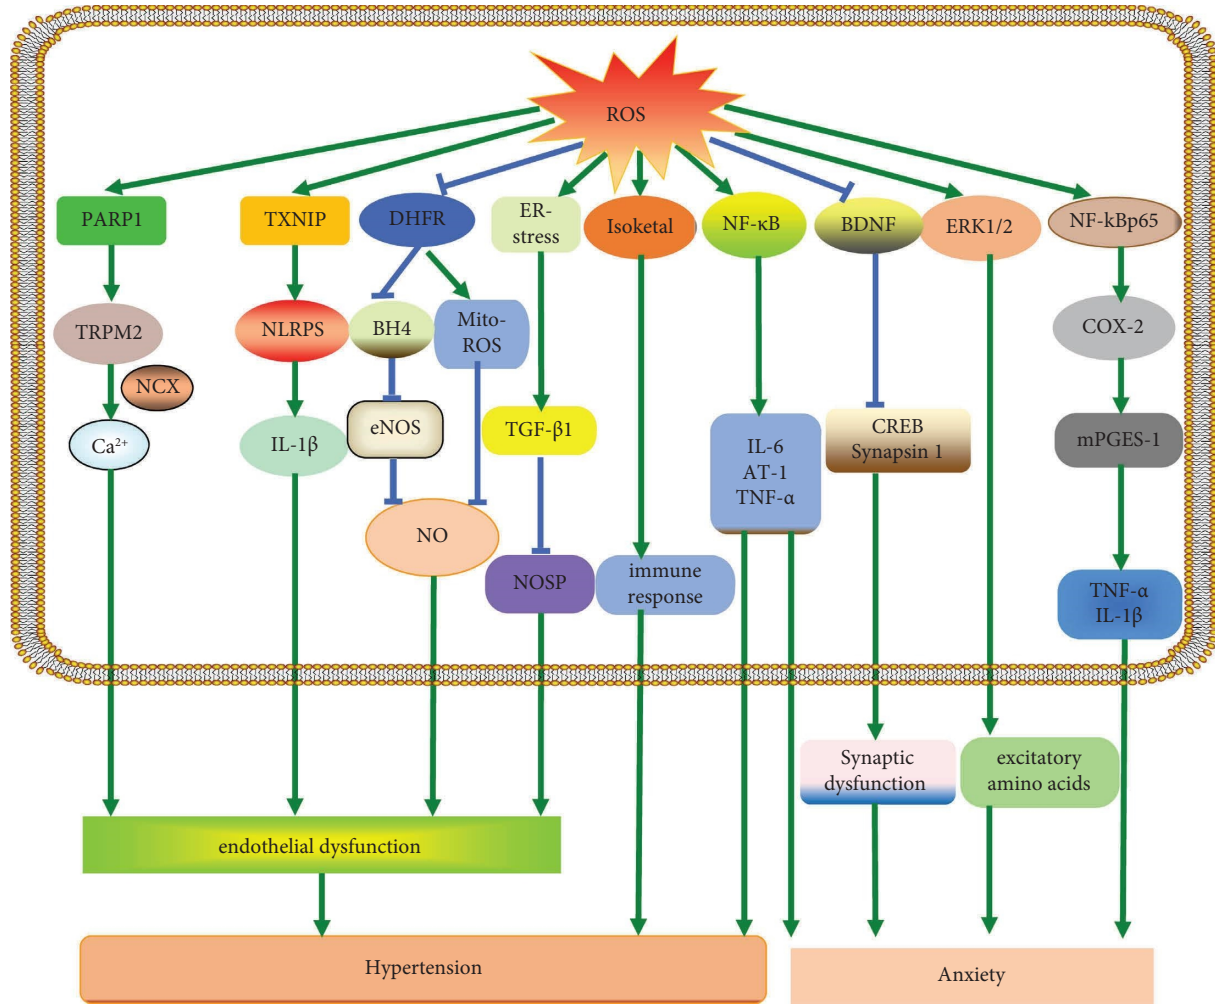 ROS
PARP1
TXNIP
DHFR
ER-
stress
Isoketal
NF-κB
BDNF
ERK1/2
NF-kBp65
TRPM2
NCX
Ca²⁺
NLRPS
IL-1β
BH4
Mito-
ROS
eNOS
NO
TGF-β1
NOSP
immune
response
IL-6
AT-1
TNF-α
CREB
Synapsin 1
COX-2
mPGES-1
TNF-α
IL-1β
Synaptic
dysfunction
excitatory
amino acids
endothelial dysfunction
Hypertension
Anxiety